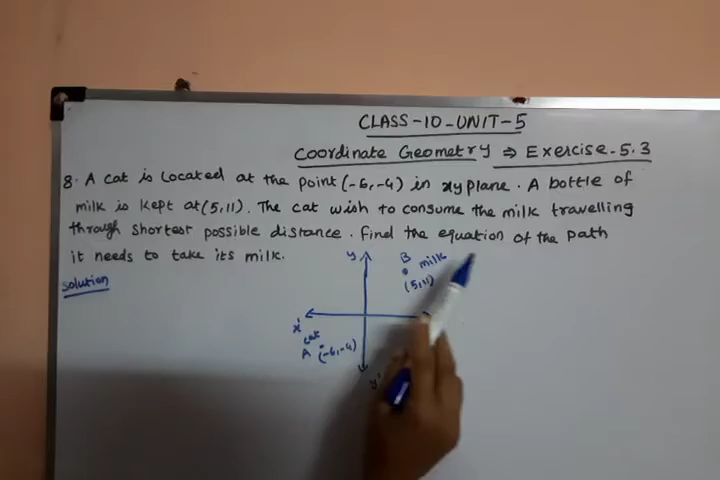 CLASS-10-UNIT-5
Coordinate Geometry ⇒ Exercise-5.3
8. A cat is Located at the point (-6,-4) in xy plane. A bottle of
milk is kept at (5,11). The cat wish to consume the milk travelling
through shortest possible distance. Find the equation of the path
it needs to take its milk.
solution
y
B
milk
(5,11)
x'
cat
A (-6,-4)
y'